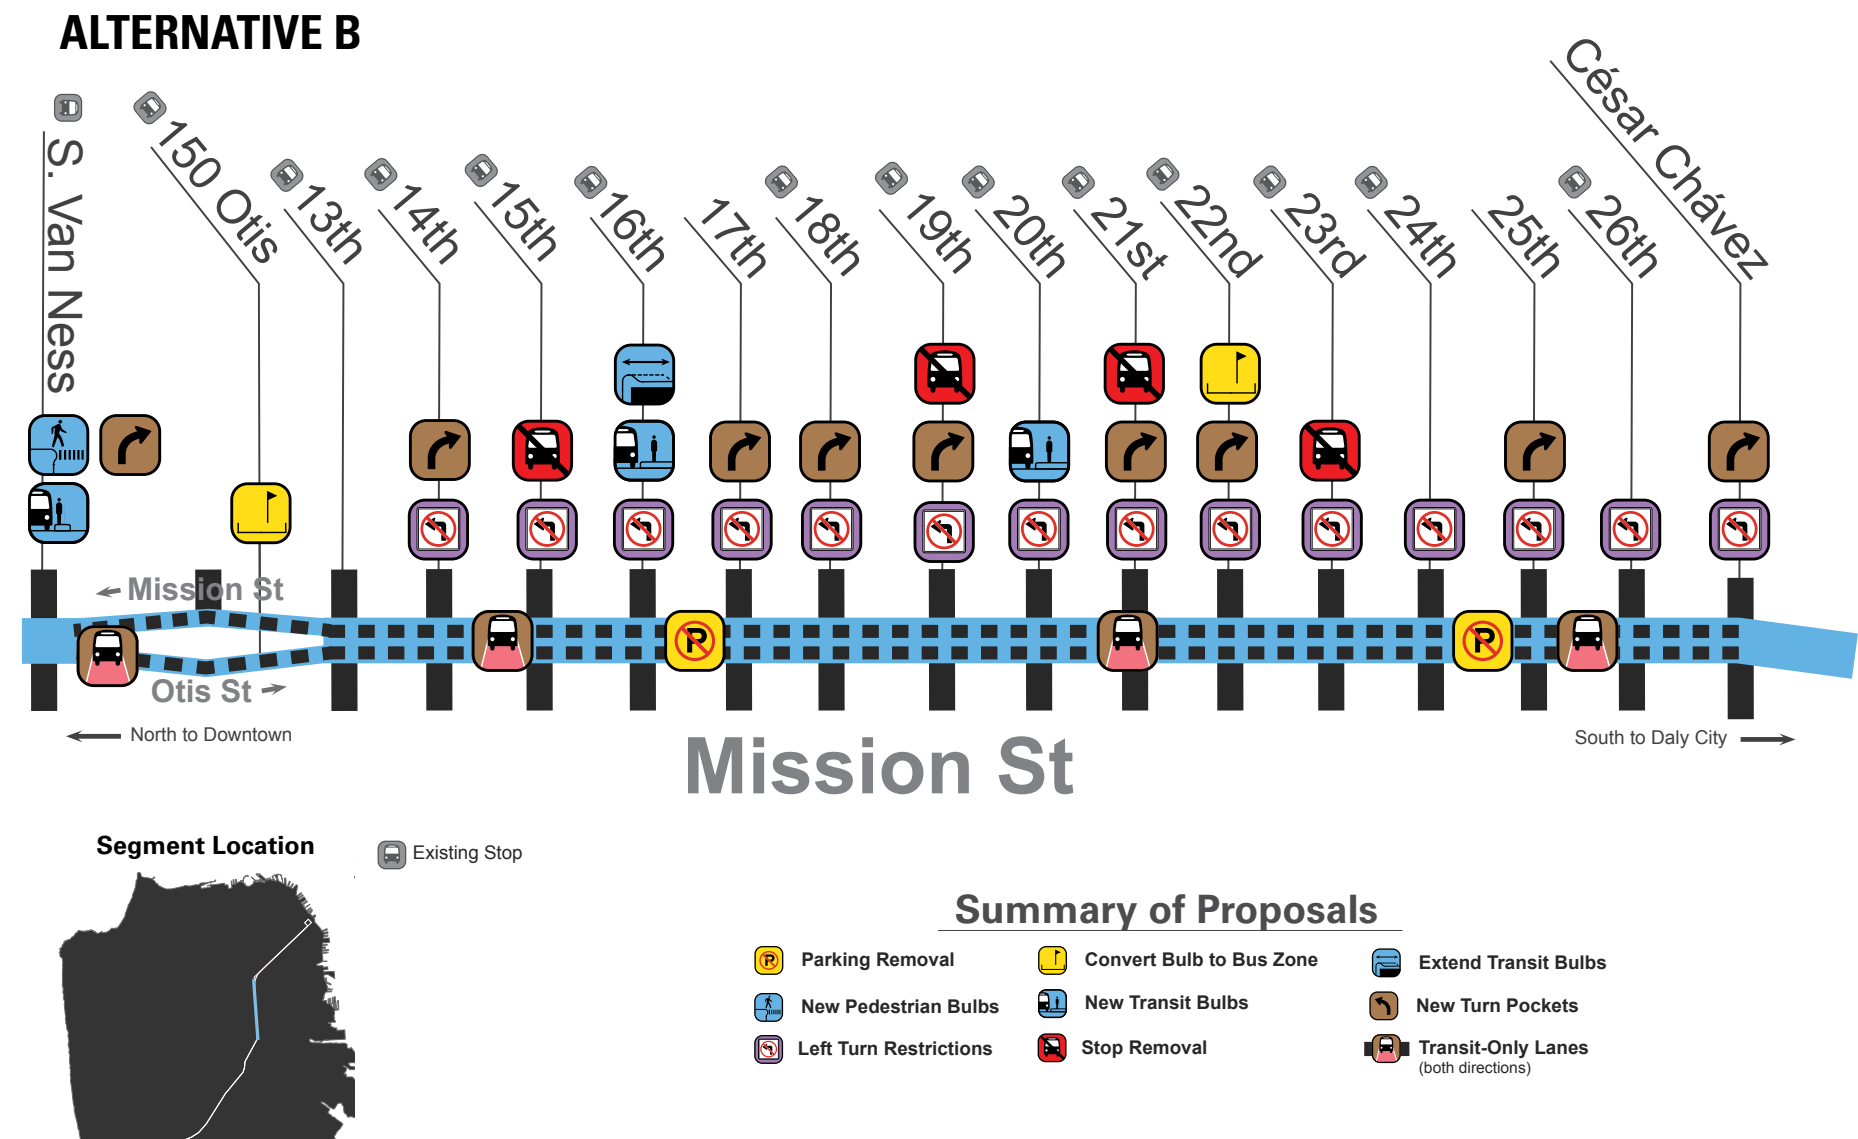 ALTERNATIVE B
S. Van Ness
150 Otis
13th
14th
15th
16th
17th
18th
19th
20th
21st
22nd
23rd
24th
25th
26th
César Chávez
Mission St
Otis St
North to Downtown
South to Daly City
Mission St
Segment Location
Existing Stop
Summary of Proposals
Parking Removal
Convert Bulb to Bus Zone
Extend Transit Bulbs
New Pedestrian Bulbs
New Transit Bulbs
New Turn Pockets
Left Turn Restrictions
Stop Removal
Transit-Only Lanes
(both directions)